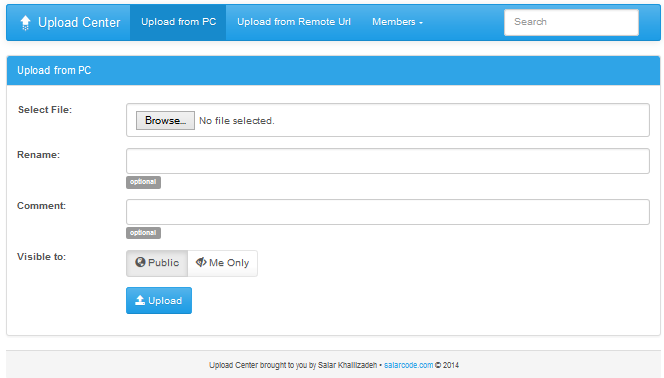 Upload Center Upload from PC Upload from Remote Url Members Search
Upload from PC
Select File: Browse... No file selected.
Rename:
optional
Comment:
optional
Visible to: Public Me Only
Upload
Upload Center brought to you by Salar Khalilzadeh • salarcode.com © 2014